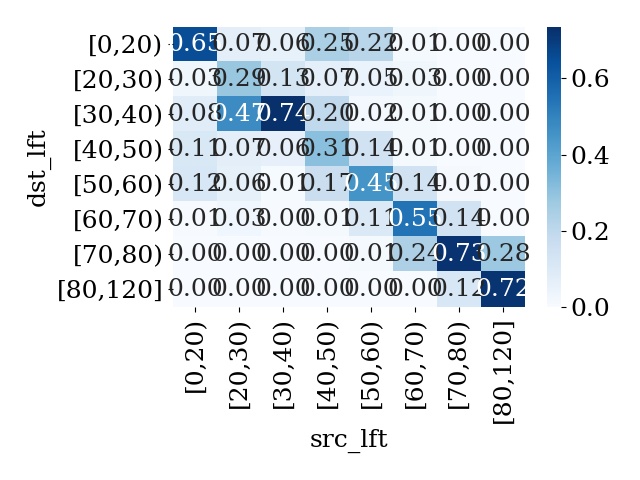 [0,20) 0.65 0.07 0.06 0.25 0.22 0.01 0.00 0.00
[20,30) 0.03 0.29 0.13 0.07 0.05 0.03 0.00 0.00
[30,40) 0.08 0.47 0.74 0.20 0.02 0.01 0.00 0.00
[40,50) 0.11 0.07 0.06 0.31 0.14 0.01 0.00 0.00
[50,60) 0.12 0.06 0.01 0.17 0.45 0.14 0.01 0.00
[60,70) 0.01 0.03 0.00 0.01 0.11 0.55 0.14 0.00
[70,80) 0.00 0.00 0.00 0.00 0.01 0.24 0.73 0.28
[80,120] 0.00 0.00 0.00 0.00 0.00 0.00 0.12 0.72
dst_lft
[0,20) [20,30) [30,40) [40,50) [50,60) [60,70) [70,80) [80,120]
src_lft
0.6
0.4
0.2
0.0